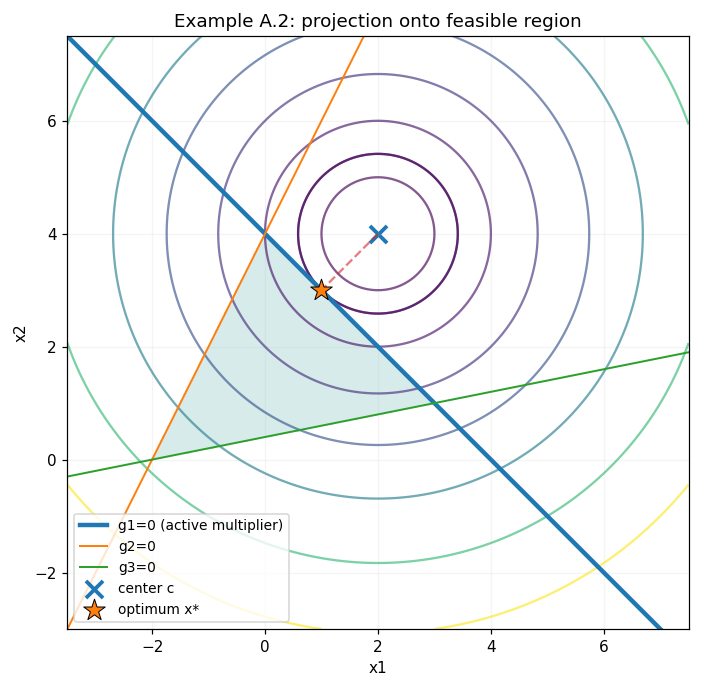 Example A.2: projection onto feasible region
6
4
2
0
−2
x2
g1=0 (active multiplier)
g2=0
g3=0
center c
optimum x*
−2 0 2 4 6
x1